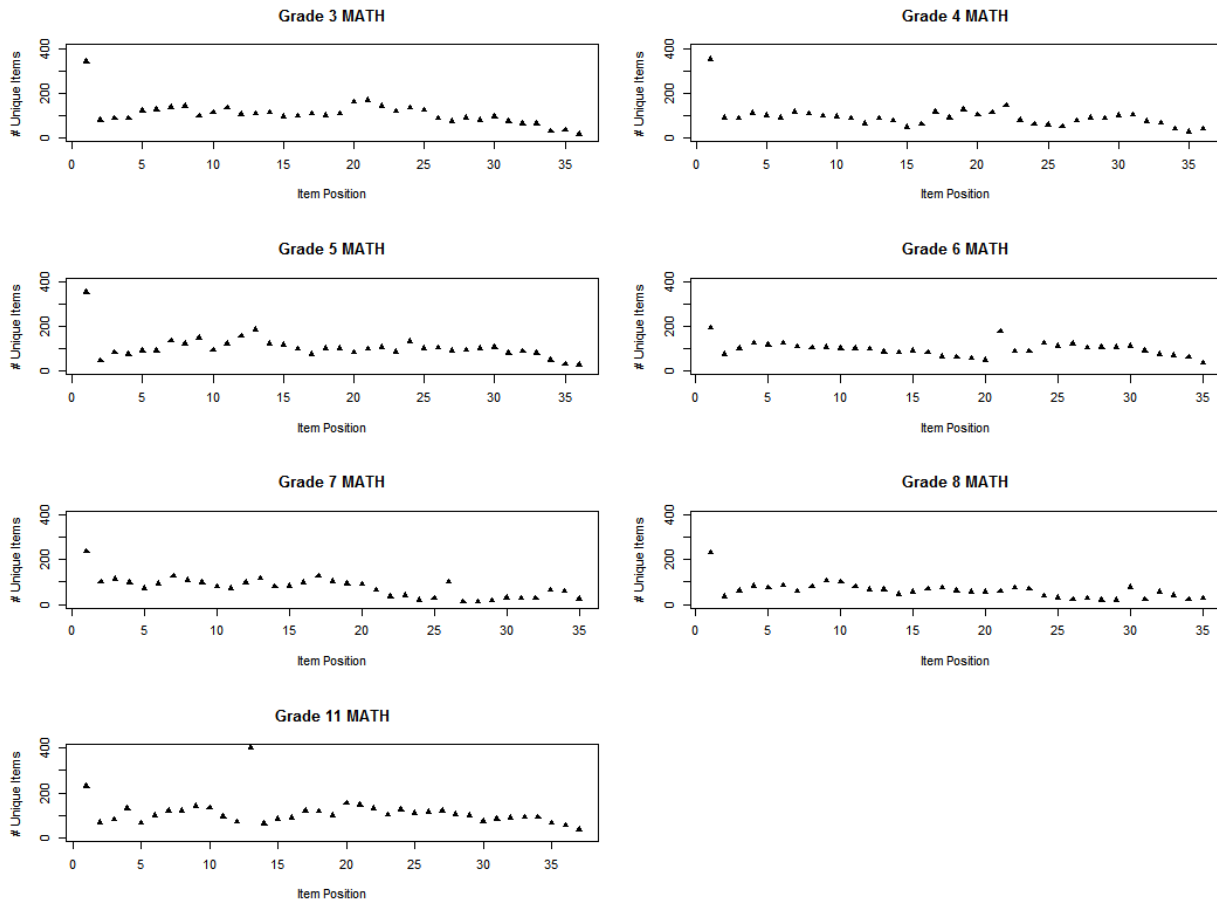 Grade 3 MATH
# Unique Items
0 200 400
0 5 10 15 20 25 30 35
Item Position
Grade 4 MATH
# Unique Items
0 200 400
0 5 10 15 20 25 30 35
Item Position
Grade 5 MATH
# Unique Items
0 200 400
0 5 10 15 20 25 30 35
Item Position
Grade 6 MATH
# Unique Items
0 200 400
0 5 10 15 20 25 30 35
Item Position
Grade 7 MATH
# Unique Items
0 200 400
0 5 10 15 20 25 30 35
Item Position
Grade 8 MATH
# Unique Items
0 200 400
0 5 10 15 20 25 30 35
Item Position
Grade 11 MATH
# Unique Items
0 200 400
0 5 10 15 20 25 30 35
Item Position